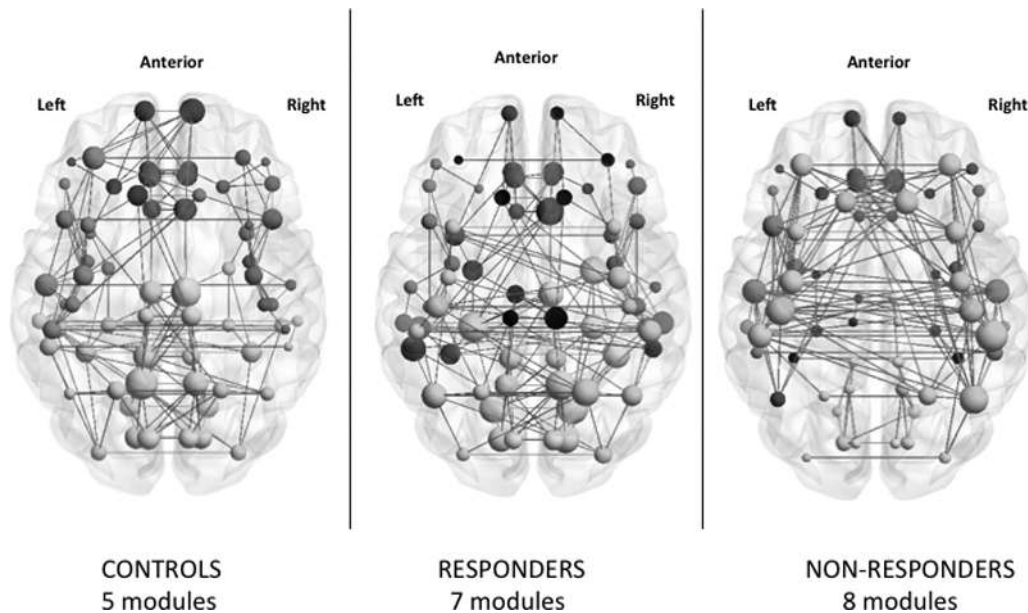 Anterior
Left
Right
Anterior
Left
Right
Anterior
Left
Right
CONTROLS
5 modules
RESPONDERS
7 modules
NON-RESPONDERS
8 modules